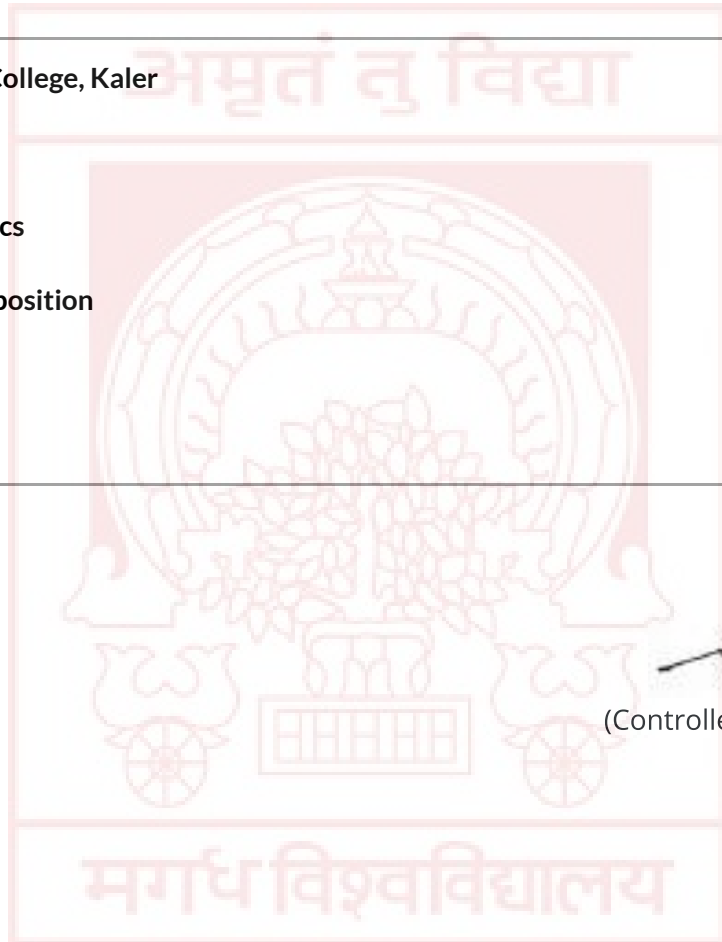 अमृतं तु विद्या
College, Kaler
cs
position
(Controlle
मगध विश्वविद्यालय